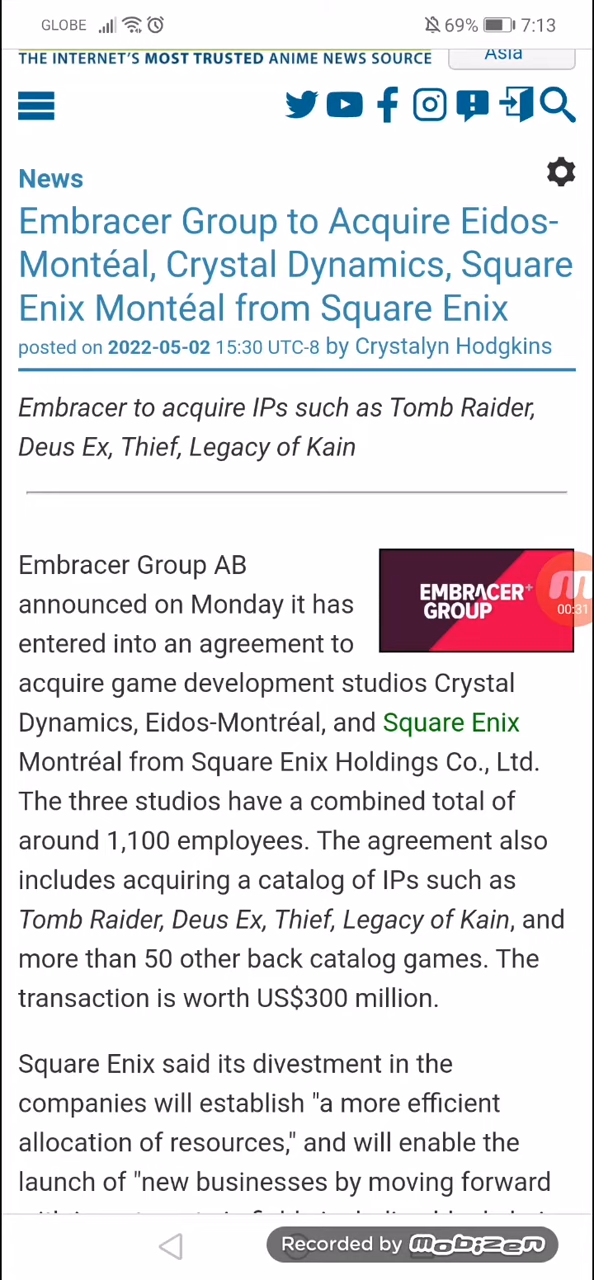 GLOBE 69% 7:13
THE INTERNET'S MOST TRUSTED ANIME NEWS SOURCE Asia
News
Embracer Group to Acquire Eidos-
Montéal, Crystal Dynamics, Square
Enix Montéal from Square Enix
posted on 2022-05-02 15:30 UTC-8 by Crystalyn Hodgkins
Embracer to acquire IPs such as Tomb Raider,
Deus Ex, Thief, Legacy of Kain
Embracer Group AB
announced on Monday it has
entered into an agreement to
EMBRACER+
GROUP
00:31
acquire game development studios Crystal
Dynamics, Eidos-Montréal, and Square Enix
Montréal from Square Enix Holdings Co., Ltd.
The three studios have a combined total of
around 1,100 employees. The agreement also
includes acquiring a catalog of IPs such as
Tomb Raider, Deus Ex, Thief, Legacy of Kain, and
more than 50 other back catalog games. The
transaction is worth US$300 million.
Square Enix said its divestment in the
companies will establish "a more efficient
allocation of resources," and will enable the
launch of "new businesses by moving forward
Recorded by mobizen